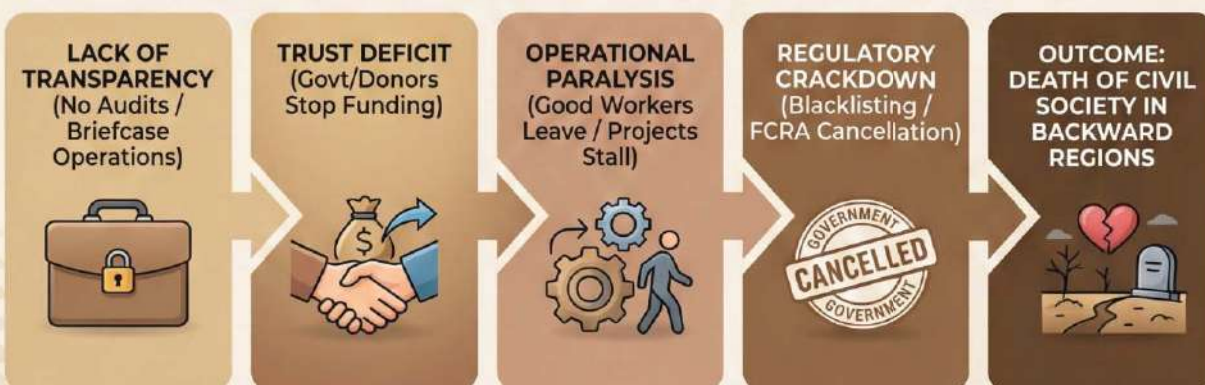 LACK OF
TRANSPARENCY
(No Audits /
Briefcase
Operations)
TRUST DEFICIT
(Govt/Donors
Stop Funding)
$
OPERATIONAL
PARALYSIS
(Good Workers
Leave / Projects
Stall)
REGULATORY
CRACKDOWN
(Blacklisting /
FCRA Cancellation)
GOVERNMENT
CANCELLED
GOVERNMENT
OUTCOME:
DEATH OF CIVIL
SOCIETY IN
BACKWARD
REGIONS